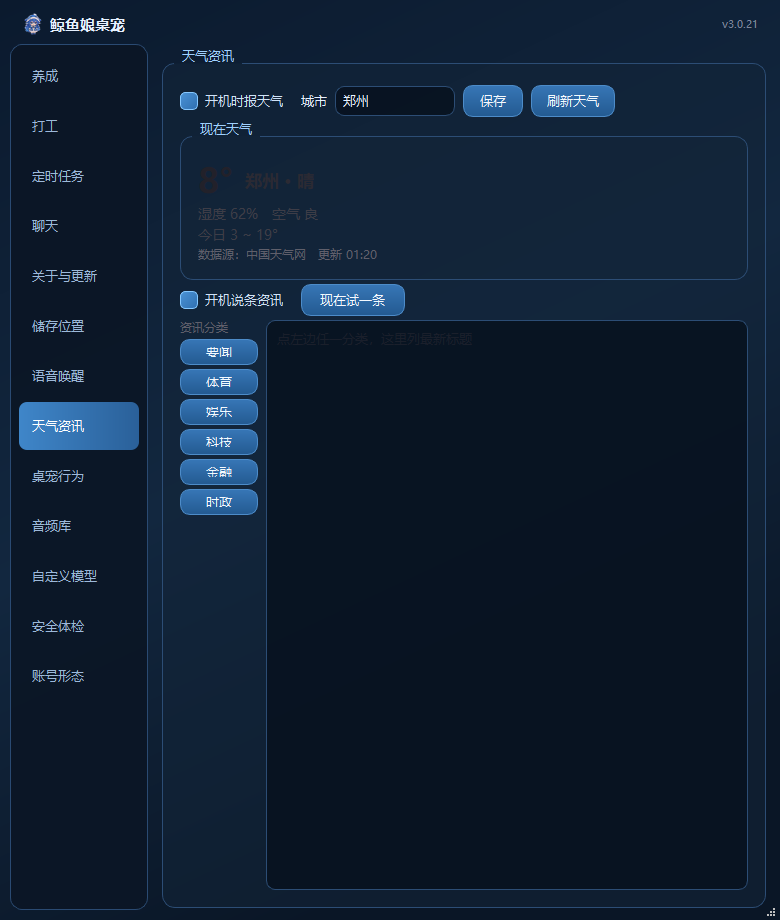 鲸鱼娘桌宠
v3.0.21
养成
打工
定时任务
聊天
关于与更新
储存位置
语音唤醒
天气资讯
桌宠行为
音频库
自定义模型
安全体检
账号形态
天气资讯
开机时报天气 城市 郑州 保存 刷新天气
现在天气
8° 郑州·晴
湿度 62% 空气 良
今日 3 ~ 19°
数据源：中国天气网 更新 01:20
开机说条资讯 现在试一条
资讯分类
要闻
体育
娱乐
科技
金融
时政
点左边任一分类，这里列最新标题